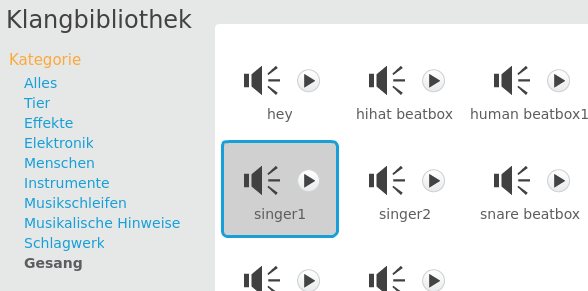 Klangbibliothek
Kategorie
Alles
Tier
Effekte
Elektronik
Menschen
Instrumente
Musikschleifen
Musikalische Hinweise
Schlagwerk
Gesang
hey
hihat beatbox
human beatbox1
singer1
singer2
snare beatbox